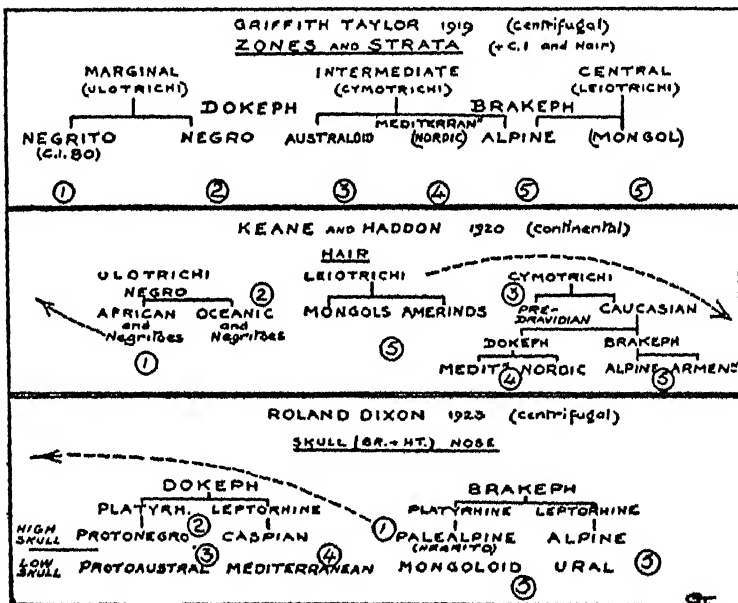 GRIFFITH TAYLOR 1919 (centrifugal)
ZONES AND STRATA (+C.I and Hair)
MARGINAL INTERMEDIATE CENTRAL
(ULOTRICHI) (CYMOTRICHI) (LEIOTRICHI)
DOKEPH BRAKEPH
MEDITERRANN
NEGRITO NEGRO AUSTRALOID (NORDIC) ALPINE (MONGOL)
(C.I. 80)
1 2 3 4 5 5
KEANE AND HADDON 1920 (continental)
HAIR
ULOTRICHI LEIOTRICHI CYMOTRICHI
NEGRO 2 3
AFRICAN OCEANIC MONGOLS AMERINDS PRE- CAUCASIAN
and and DRAVIDIAN
Negritoes Negritoes DOKEPH BRAKEPH
1 5 MEDITN NORDIC ALPINE ARMENN
4 5
ROLAND DIXON 1923 (centrifugal)
SKULL (BR.+HT.) NOSE
DOKEPH BRAKEPH
PLATYRH. LEPTORHINE PLATYRHINE LEPTORHINE
HIGH SKULL PROTONEGRO 2 CASPIAN 1 PALEALPINE ALPINE
3 4 (NEGRITO)
LOW SKULL PROTOAUSTRAL MEDITERRANEAN MONGOLOID URAL 5
5